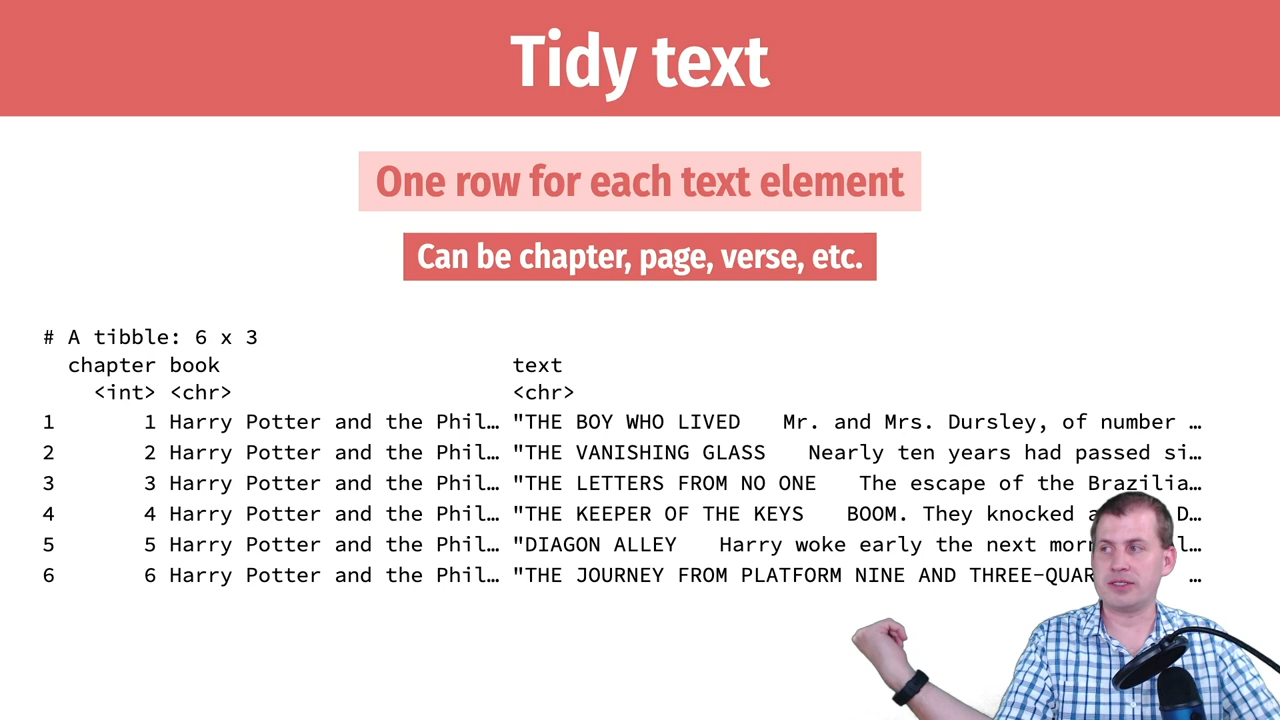 Tidy text
One row for each text element
Can be chapter, page, verse, etc.
# A tibble: 6 x 3
chapter book text
<int> <chr> <chr>
1 1 Harry Potter and the Phil… "THE BOY WHO LIVED Mr. and Mrs. Dursley, of number …
2 2 Harry Potter and the Phil… "THE VANISHING GLASS Nearly ten years had passed si…
3 3 Harry Potter and the Phil… "THE LETTERS FROM NO ONE The escape of the Brazilia…
4 4 Harry Potter and the Phil… "THE KEEPER OF THE KEYS BOOM. They knocked D…
5 5 Harry Potter and the Phil… "DIAGON ALLEY Harry woke early the next …
6 6 Harry Potter and the Phil… "THE JOURNEY FROM PLATFORM NINE AND …